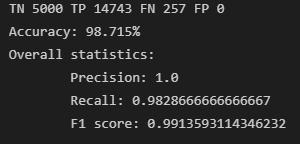 TN 5000 TP 14743 FN 257 FP 0
Accuracy: 98.715%
Overall statistics:
Precision: 1.0
Recall: 0.9828666666666667
F1 score: 0.9913593114346232